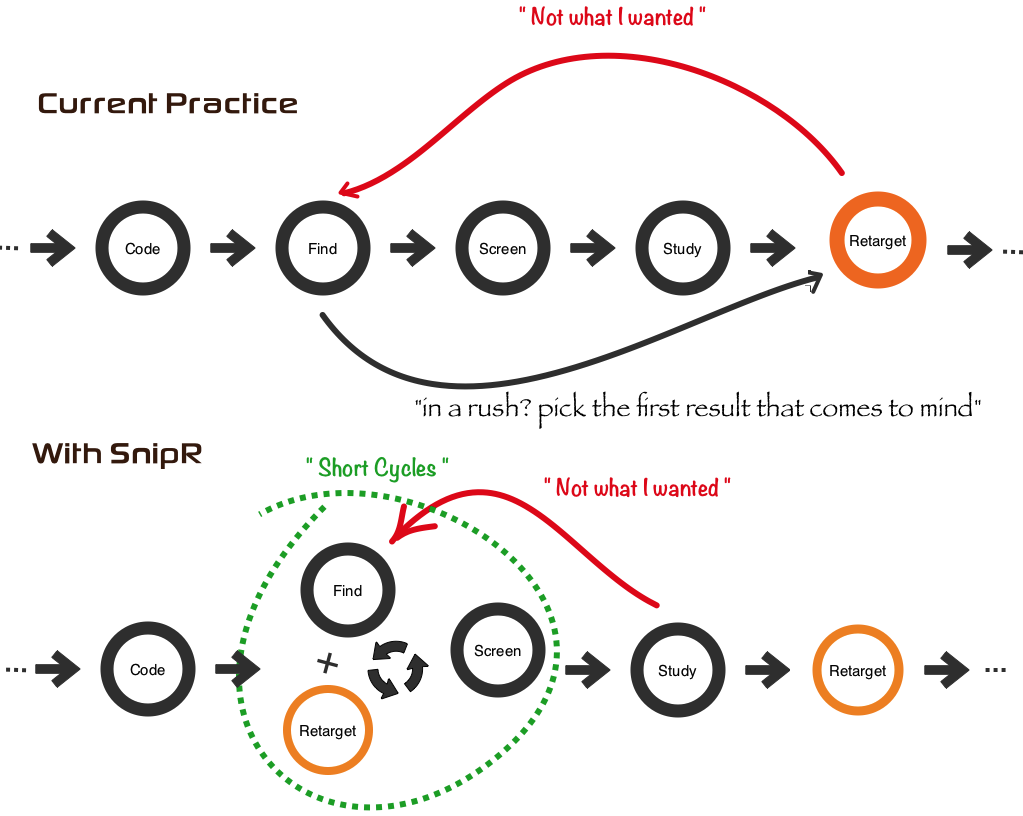 " Not what I wanted "
Current Practice
...
Code
Find
Screen
Study
Retarget
...
"in a rush? pick the first result that comes to mind"
With SnipR
" Short Cycles "
" Not what I wanted "
...
Code
Find
+
Retarget
Screen
Study
Retarget
...